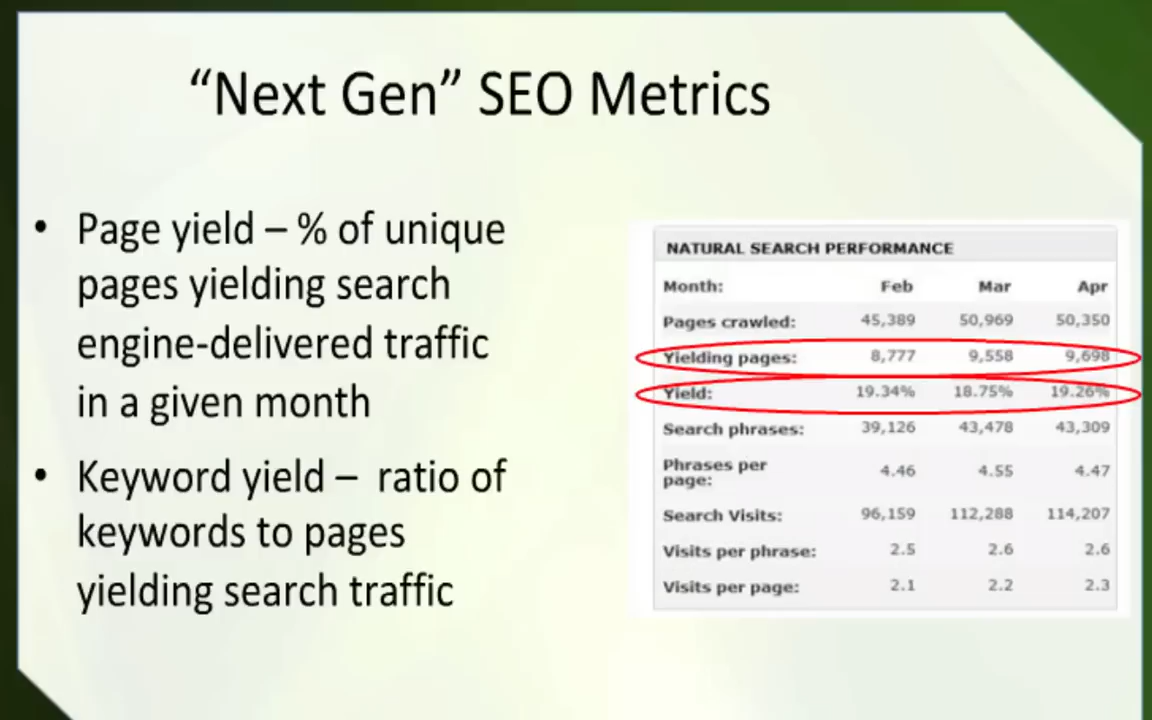 “Next Gen” SEO Metrics
• Page yield – % of unique
pages yielding search
engine-delivered traffic
in a given month
• Keyword yield – ratio of
keywords to pages
yielding search traffic
NATURAL SEARCH PERFORMANCE
Month: Feb Mar Apr
Pages crawled: 45,389 50,969 50,350
Yielding pages: 8,777 9,558 9,698
Yield: 19.34% 18.75% 19.26%
Search phrases: 39,126 43,478 43,309
Phrases per
page: 4.46 4.55 4.47
Search Visits: 96,159 112,288 114,207
Visits per phrase: 2.5 2.6 2.6
Visits per page: 2.1 2.2 2.3